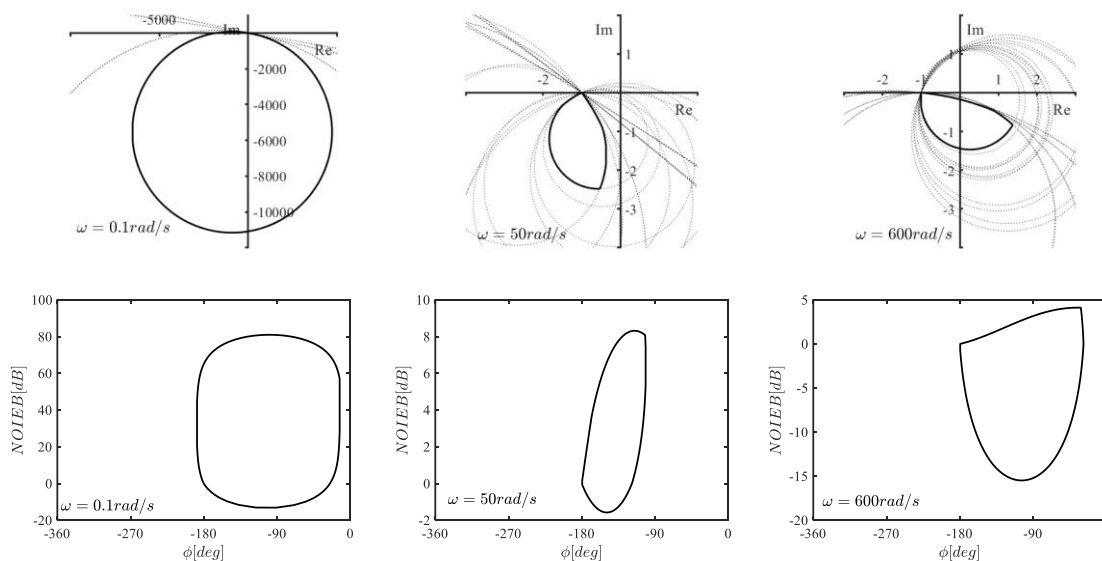 -5000
Im
Re
-2000
-4000
-6000
-8000
-10000
ω = 0.1rad/s
Im
1
-2
Re
-1
-2
-3
ω = 50rad/s
Im
1
-2 -1 1 2
Re
-1
-2
-3
ω = 600rad/s
100
80
60
40
20
0
-20
NOIEB[dB]
ω = 0.1rad/s
-360 -270 -180 -90 0
ϕ[deg]
10
8
6
4
2
0
2
NOIEB[dB]
ω = 50rad/s
-360 -270 -180 -90 0
ϕ[deg]
5
0
-5
-10
-15
-20
NOIEB[dB]
ω = 600rad/s
-360 -270 -180 -90
ϕ[deg]